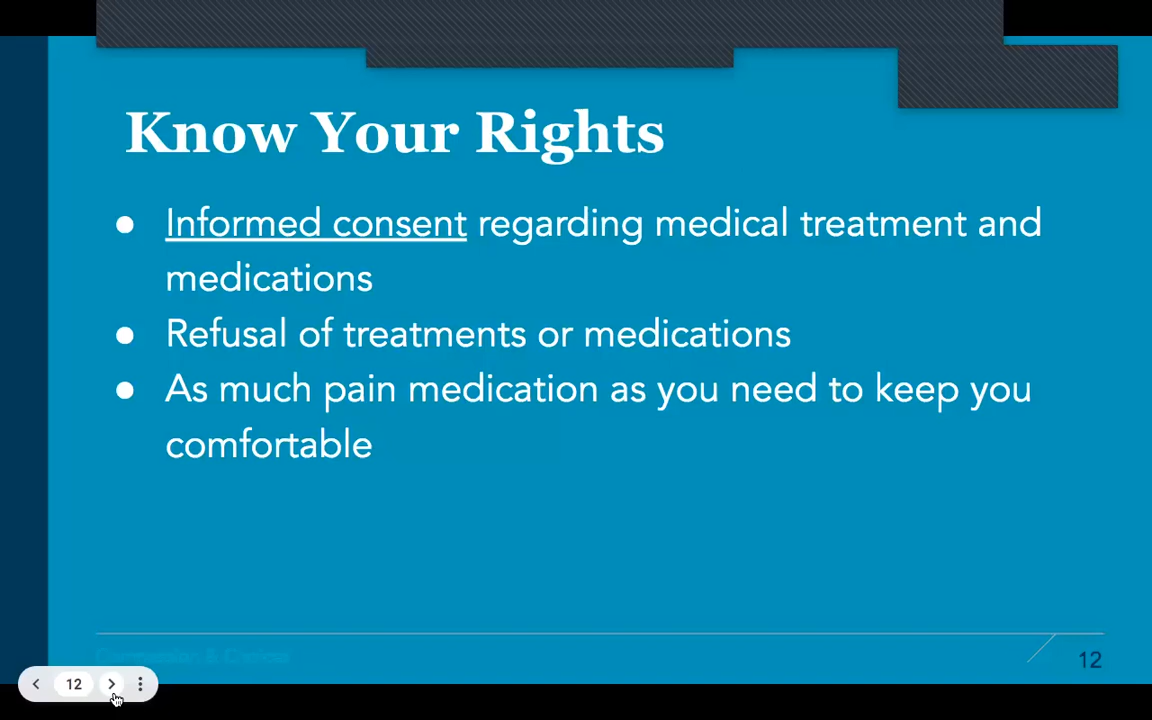 Know Your Rights
● Informed consent regarding medical treatment and
medications
● Refusal of treatments or medications
● As much pain medication as you need to keep you
comfortable
12
12